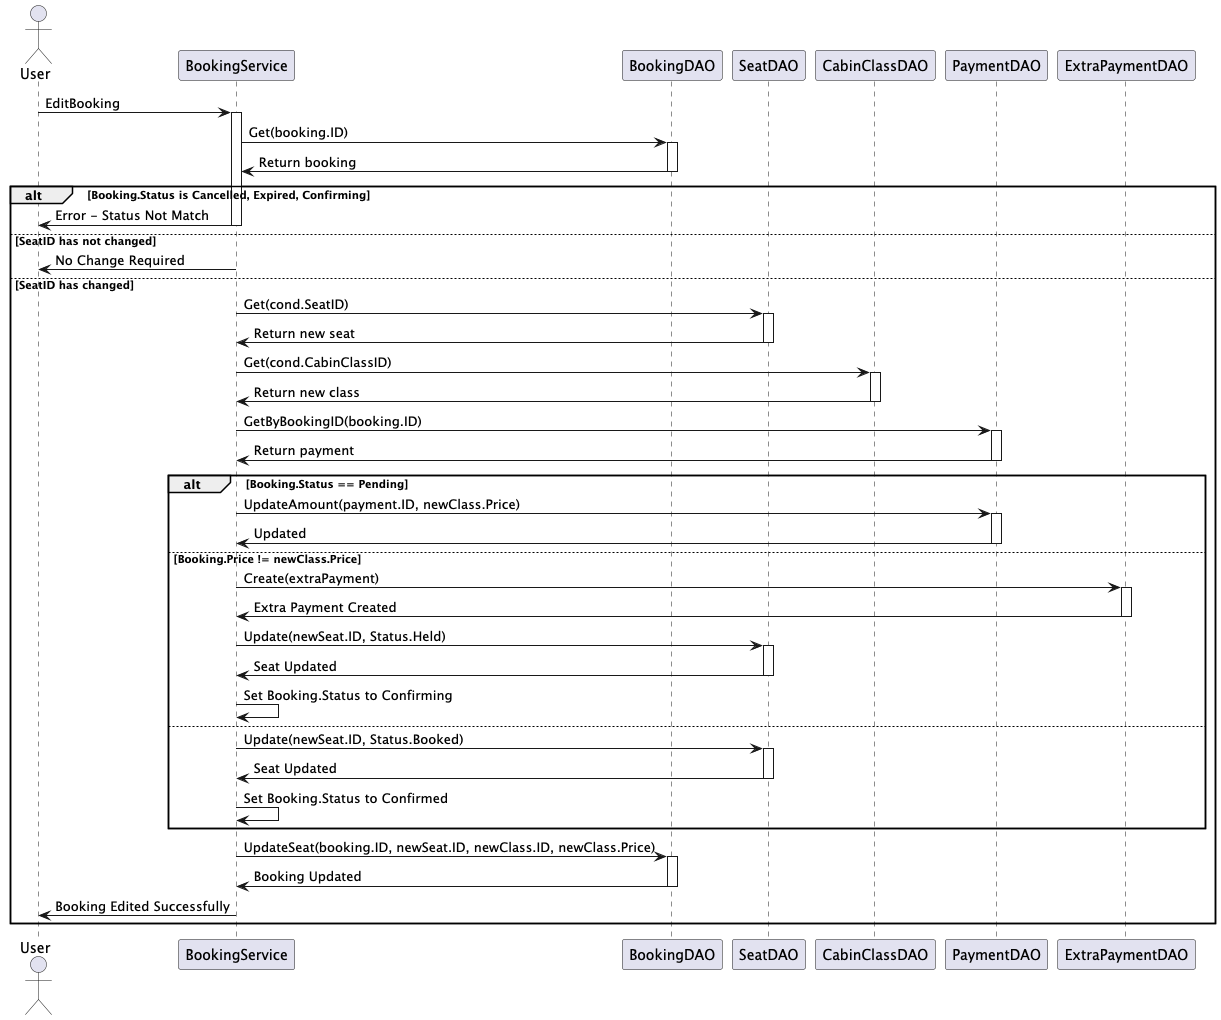 User
BookingService
BookingDAO
SeatDAO
CabinClassDAO
PaymentDAO
ExtraPaymentDAO
EditBooking
Get(booking.ID)
Return booking
alt
[Booking.Status is Cancelled, Expired, Confirming]
Error - Status Not Match
[SeatID has not changed]
No Change Required
[SeatID has changed]
Get(cond.SeatID)
Return new seat
Get(cond.CabinClassID)
Return new class
GetByBookingID(booking.ID)
Return payment
alt
[Booking.Status == Pending]
UpdateAmount(payment.ID, newClass.Price)
Updated
[Booking.Price != newClass.Price]
Create(extraPayment)
Extra Payment Created
Update(newSeat.ID, Status.Held)
Seat Updated
Set Booking.Status to Confirming
Update(newSeat.ID, Status.Booked)
Seat Updated
Set Booking.Status to Confirmed
UpdateSeat(booking.ID, newSeat.ID, newClass.ID, newClass.Price)
Booking Updated
Booking Edited Successfully
User
BookingService
BookingDAO
SeatDAO
CabinClassDAO
PaymentDAO
ExtraPaymentDAO